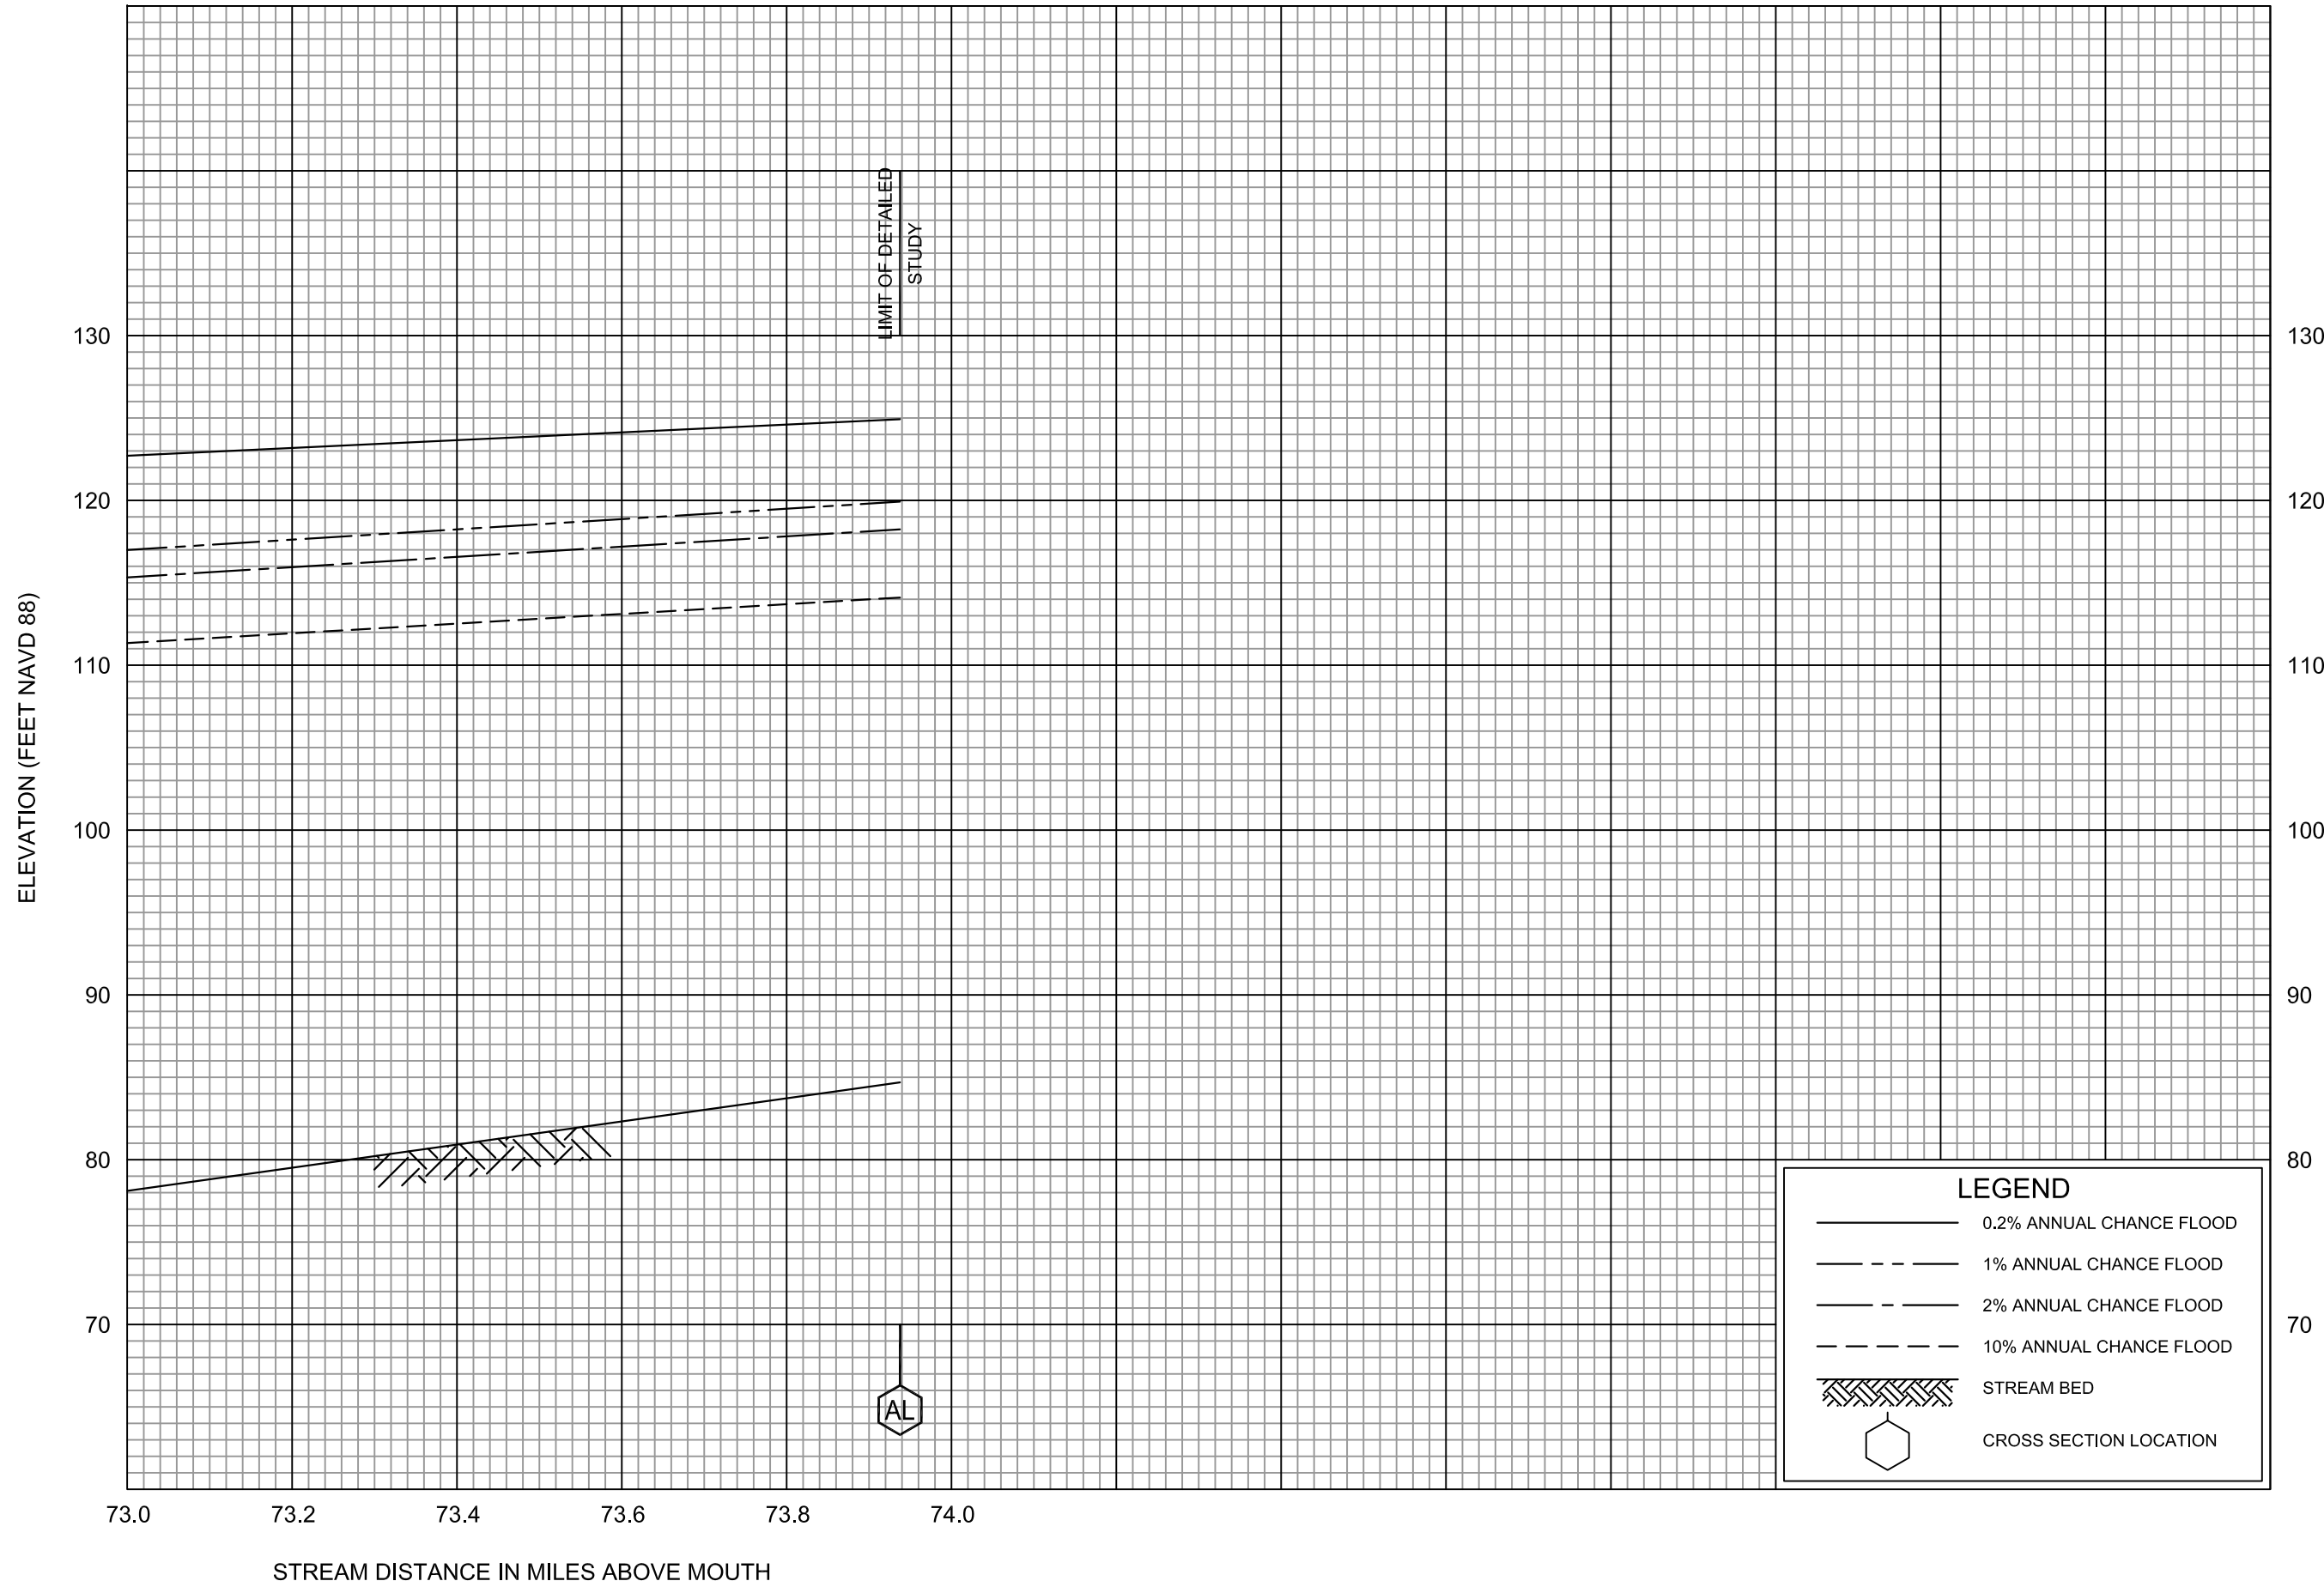 LIMIT OF DETAILED
STUDY
ELEVATION (FEET NAVD 88)
130
120
110
100
90
80
70
130
120
110
100
90
80
70
AL
LEGEND
0.2% ANNUAL CHANCE FLOOD
1% ANNUAL CHANCE FLOOD
2% ANNUAL CHANCE FLOOD
10% ANNUAL CHANCE FLOOD
STREAM BED
CROSS SECTION LOCATION
73.0 73.2 73.4 73.6 73.8 74.0
STREAM DISTANCE IN MILES ABOVE MOUTH